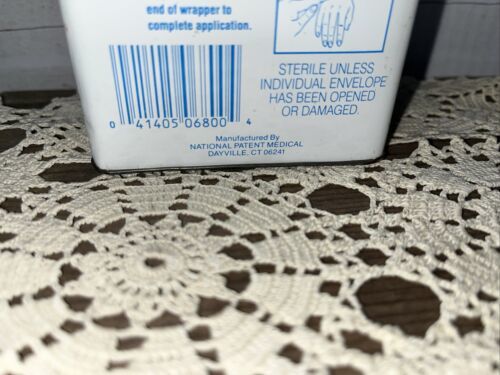 end of wrapper to
complete application.
0 41405 06800 4
STERILE UNLESS
INDIVIDUAL ENVELOPE
HAS BEEN OPENED
OR DAMAGED.
Manufactured By
NATIONAL PATENT MEDICAL
DAYVILLE, CT 06241